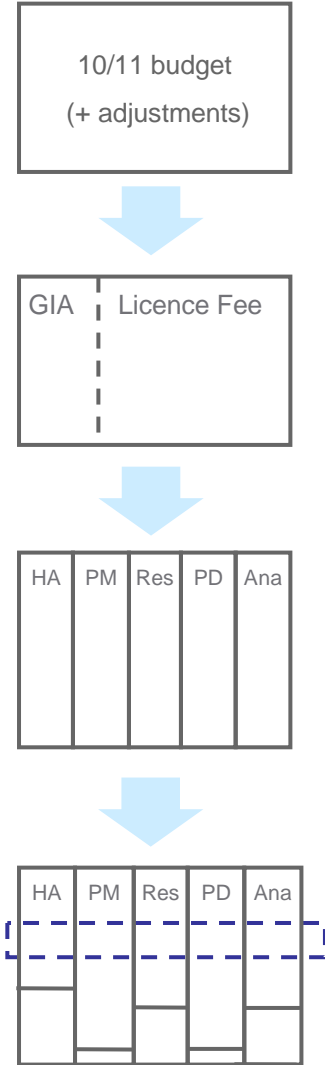 10/11 budget
(+ adjustments)
GIA Licence Fee
HA PM Res PD Ana
HA PM Res PD Ana